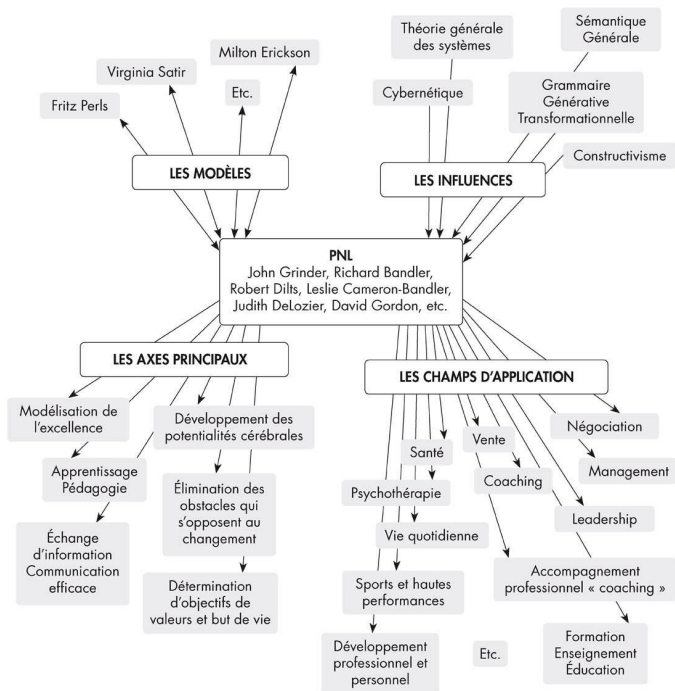 Milton Erickson
Virginia Satir
Etc.
Fritz Perls
LES MODÈLES
Théorie générale
des systèmes
Sémantique
Générale
Cybernétique
Grammaire
Générative
Transformationnelle
Constructivisme
LES INFLUENCES
PNL
John Grinder, Richard Bandler,
Robert Dilts, Leslie Cameron-Bandler,
Judith DeLozier, David Gordon, etc.
LES AXES PRINCIPAUX
Modélisation de
l’excellence
Développement des
potentialités cérébrales
Apprentissage
Pédagogie
Élimination des
obstacles qui
s’opposent au
changement
Échange
d’information
Communication
efficace
Détermination
d’objectifs de
valeurs et but de vie
LES CHAMPS D’APPLICATION
Négociation
Vente
Santé
Management
Coaching
Psychothérapie
Leadership
Vie quotidienne
Accompagnement
professionnel « coaching »
Sports et hautes
performances
Formation
Enseignement
Éducation
Développement
professionnel et
personnel
Etc.